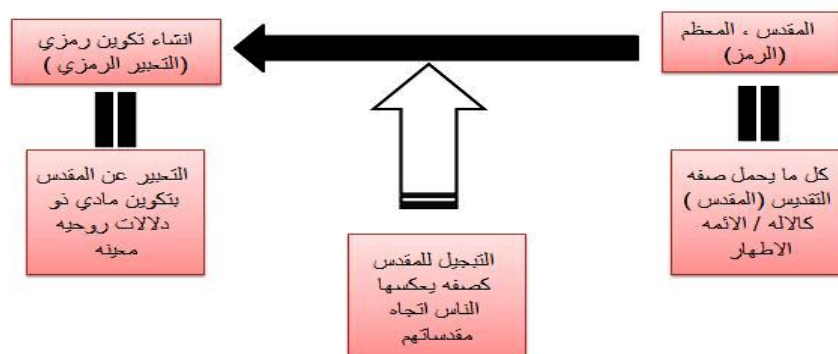 المقدس ، المعظم
(الرمز)
انشاء تكوين رمزي
(التعبير الرمزي )
كل ما يحمل صفه
التقديس (المقدس )
كالاله / الائمه
الاطهار
التعبير عن المقدس
بتكوين مادي ذو
دلالات روحيه
معينه
التبجيل للمقدس
كصفه يعكسها
الناس اتجاه
مقدساتهم